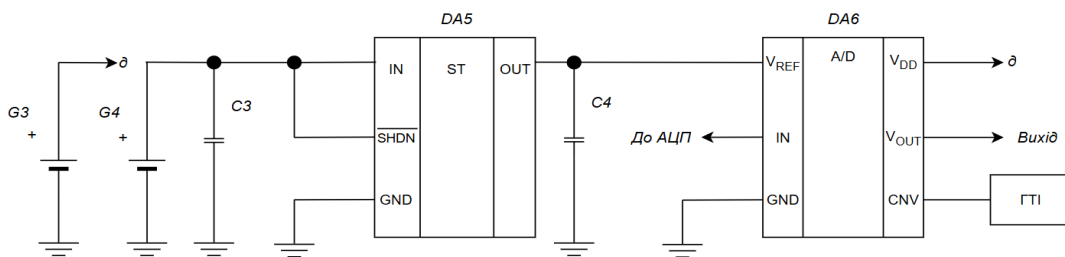 DA5
DA6
IN
ST
OUT
V_REF
A/D
V_DD
д
д
G3
+
G4
+
C3
C4
SHDN
До АЦП
IN
V_OUT
Вихід
GND
GND
CNV
ГТІ